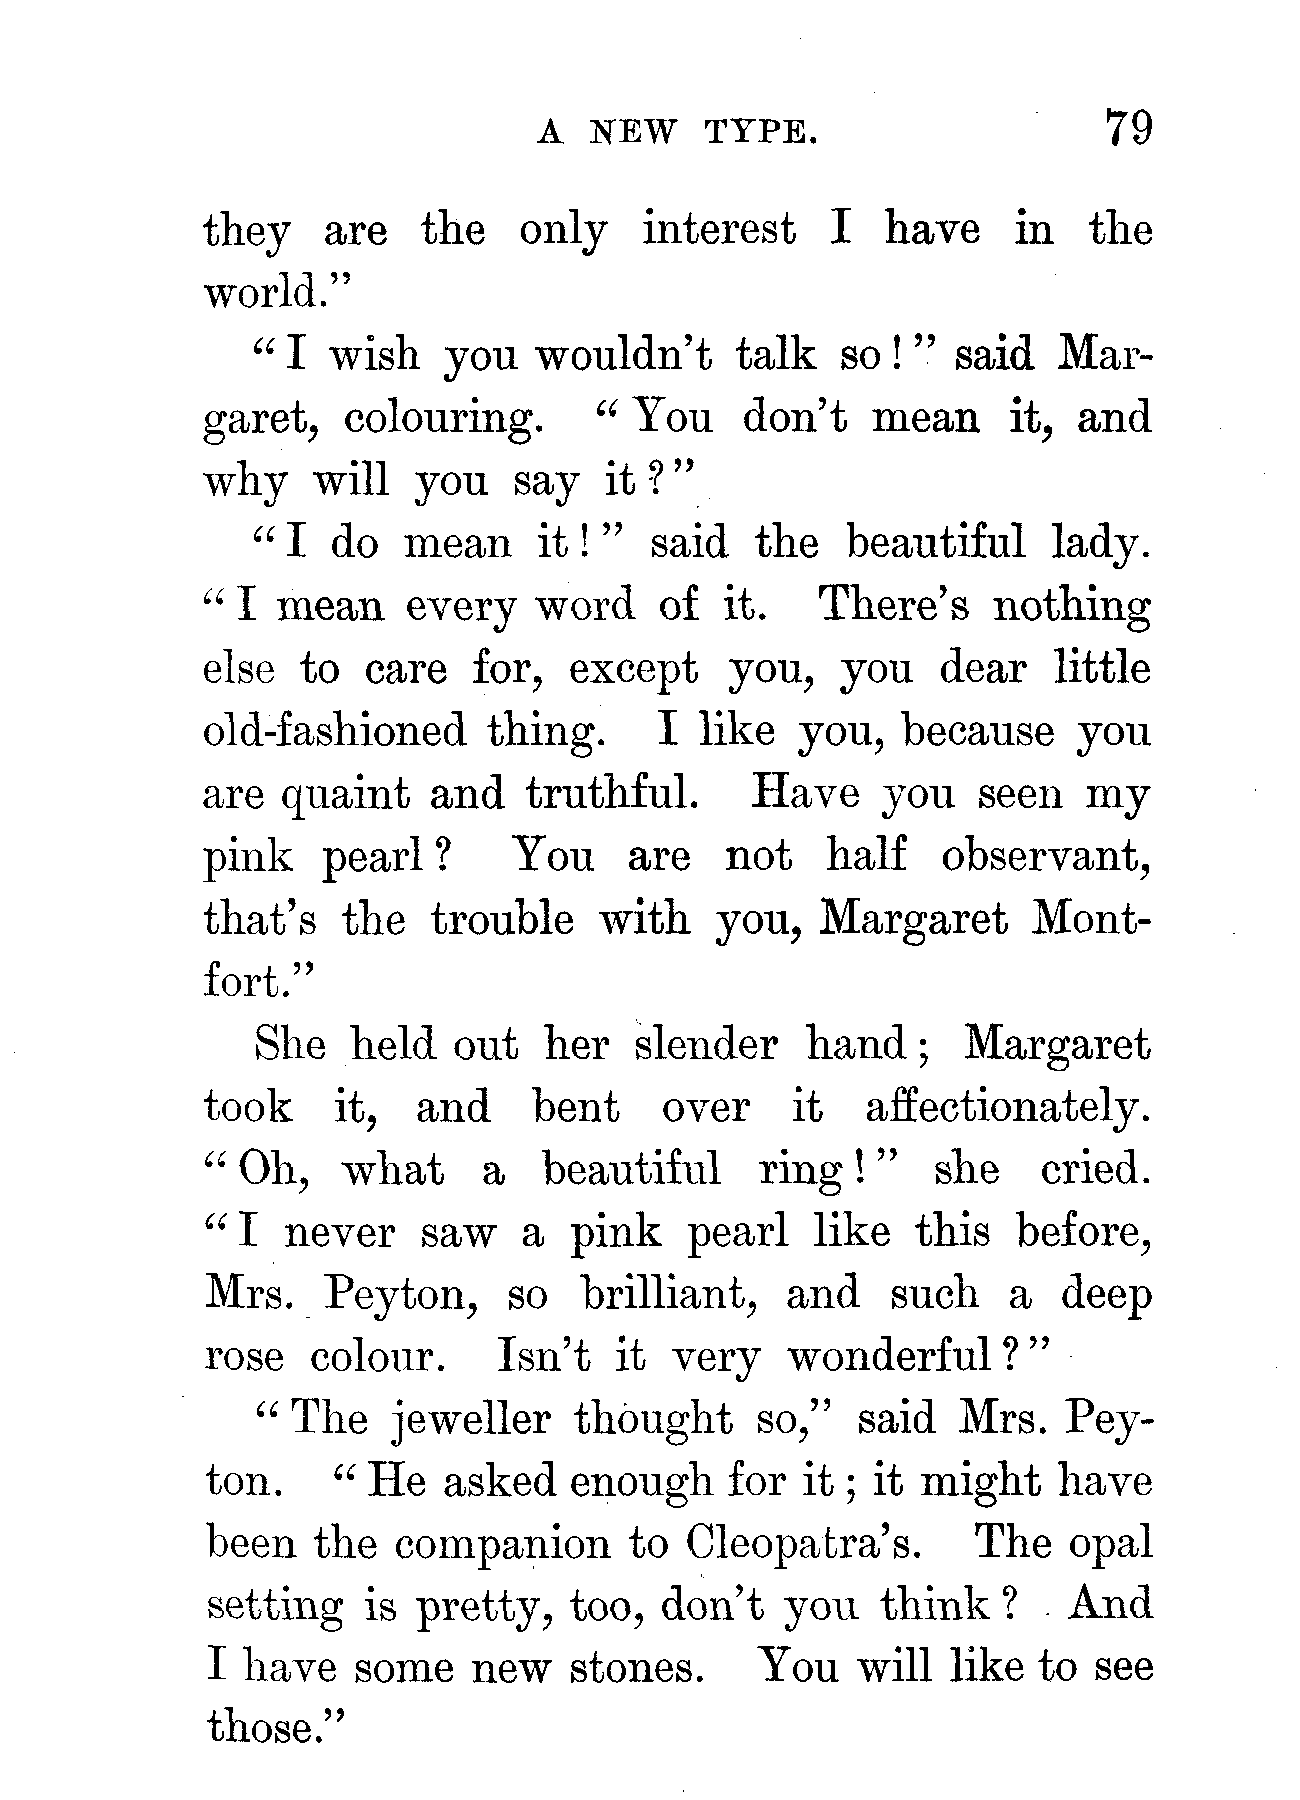 A NEW TYPE. 79
they are the only interest I have in the
world.”
“I wish you wouldn’t talk so!” said Mar-
garet, colouring. “You don’t mean it, and
why will you say it?”
“I do mean it!” said the beautiful lady.
“I mean every word of it. There’s nothing
else to care for, except you, you dear little
old-fashioned thing. I like you, because you
are quaint and truthful. Have you seen my
pink pearl? You are not half observant,
that’s the trouble with you, Margaret Mont-
fort.”
She held out her slender hand; Margaret
took it, and bent over it affectionately.
“Oh, what a beautiful ring!” she cried.
“I never saw a pink pearl like this before,
Mrs. Peyton, so brilliant, and such a deep
rose colour. Isn’t it very wonderful?”
“The jeweller thought so,” said Mrs. Pey-
ton. “He asked enough for it; it might have
been the companion to Cleopatra’s. The opal
setting is pretty, too, don’t you think? And
I have some new stones. You will like to see
those.”